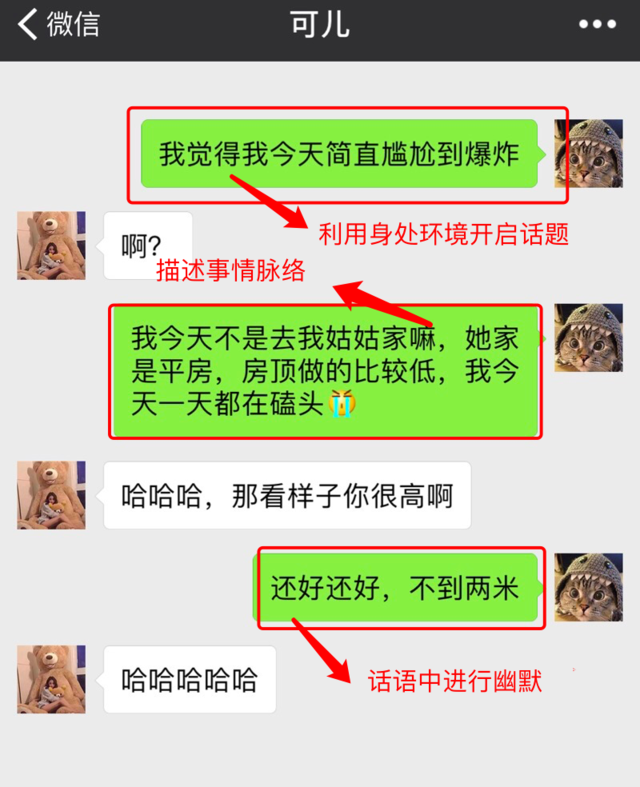 微信
可儿
我觉得我今天简直尴尬到爆炸
利用身处环境开启话题
啊?
描述事情脉络
我今天不是去我姑姑家嘛，她家
是平房，房顶做的比较低，我今
天一天都在磕头😭
哈哈哈，那看样子你很高啊
还好还好，不到两米
哈哈哈哈哈
话语中进行幽默